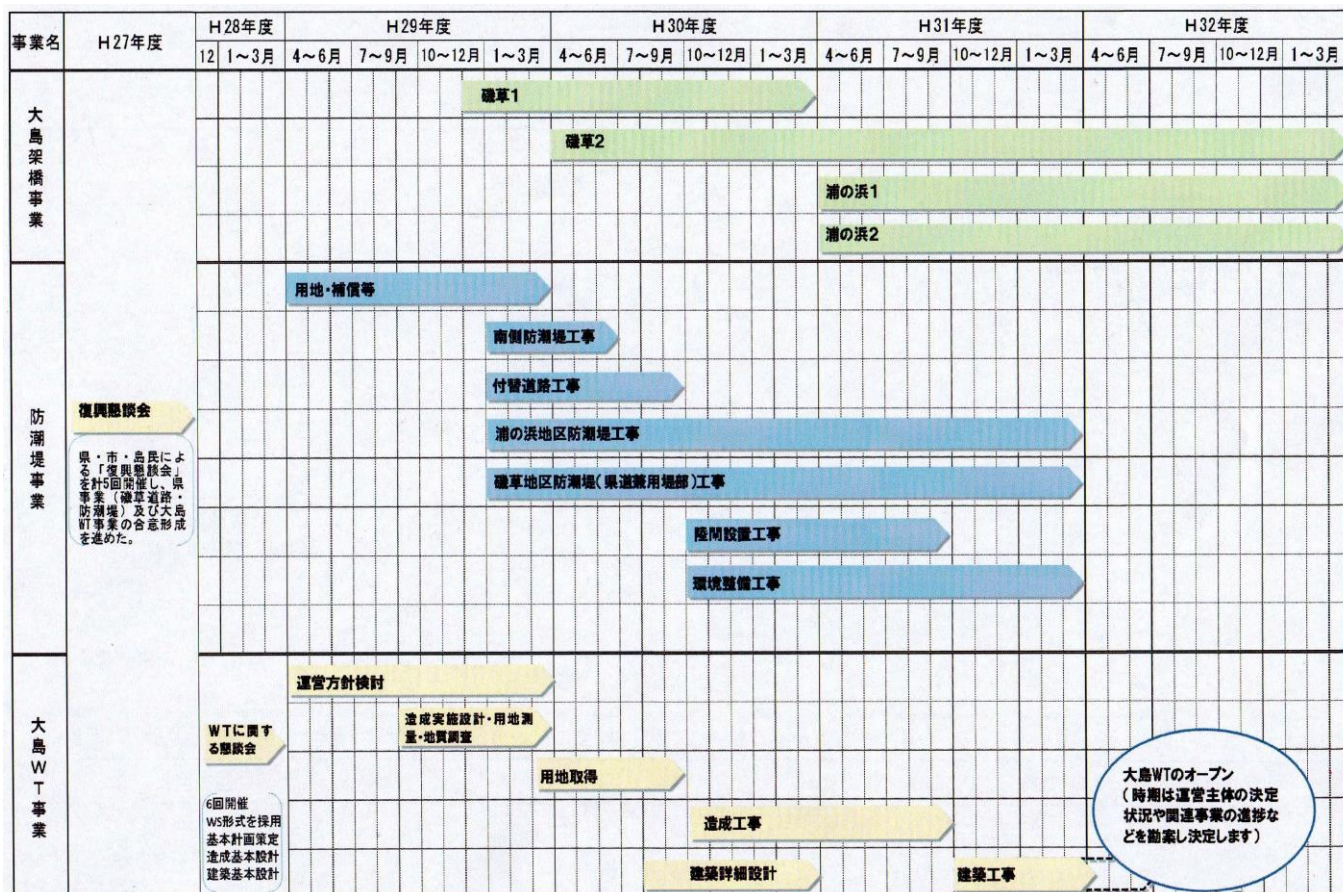 事業名
H27年度
H28年度
H29年度
H30年度
H31年度
H32年度
12
1～3月
4～6月
7～9月
10～12月
1～3月
4～6月
7～9月
10～12月
1～3月
4～6月
7～9月
10～12月
1～3月
4～6月
7～9月
10～12月
1～3月
大島架橋事業
磯草1
磯草2
浦の浜1
浦の浜2
防潮堤事業
復興懇談会
県・市・島民によ
る「復興懇談会」
を計5回開催し、県
事業（磯草道路・
防潮堤）及び大島
WT事業の合意形成
を進めた。
用地・補償等
南側防潮堤工事
付替道路工事
浦の浜地区防潮堤工事
磯草地区防潮堤（県道兼用堤部）工事
陸閘設置工事
環境整備工事
大島WT事業
運営方針検討
WTに関す
る懇談会
造成実施設計・用地測
量・地質調査
用地取得
6回開催
WS形式を採用
基本計画策定
造成基本設計
建築基本設計
造成工事
建築詳細設計
建築工事
大島WTのオープン
（時期は運営主体の決定
状況や関連事業の進捗な
どを勘案し決定します）